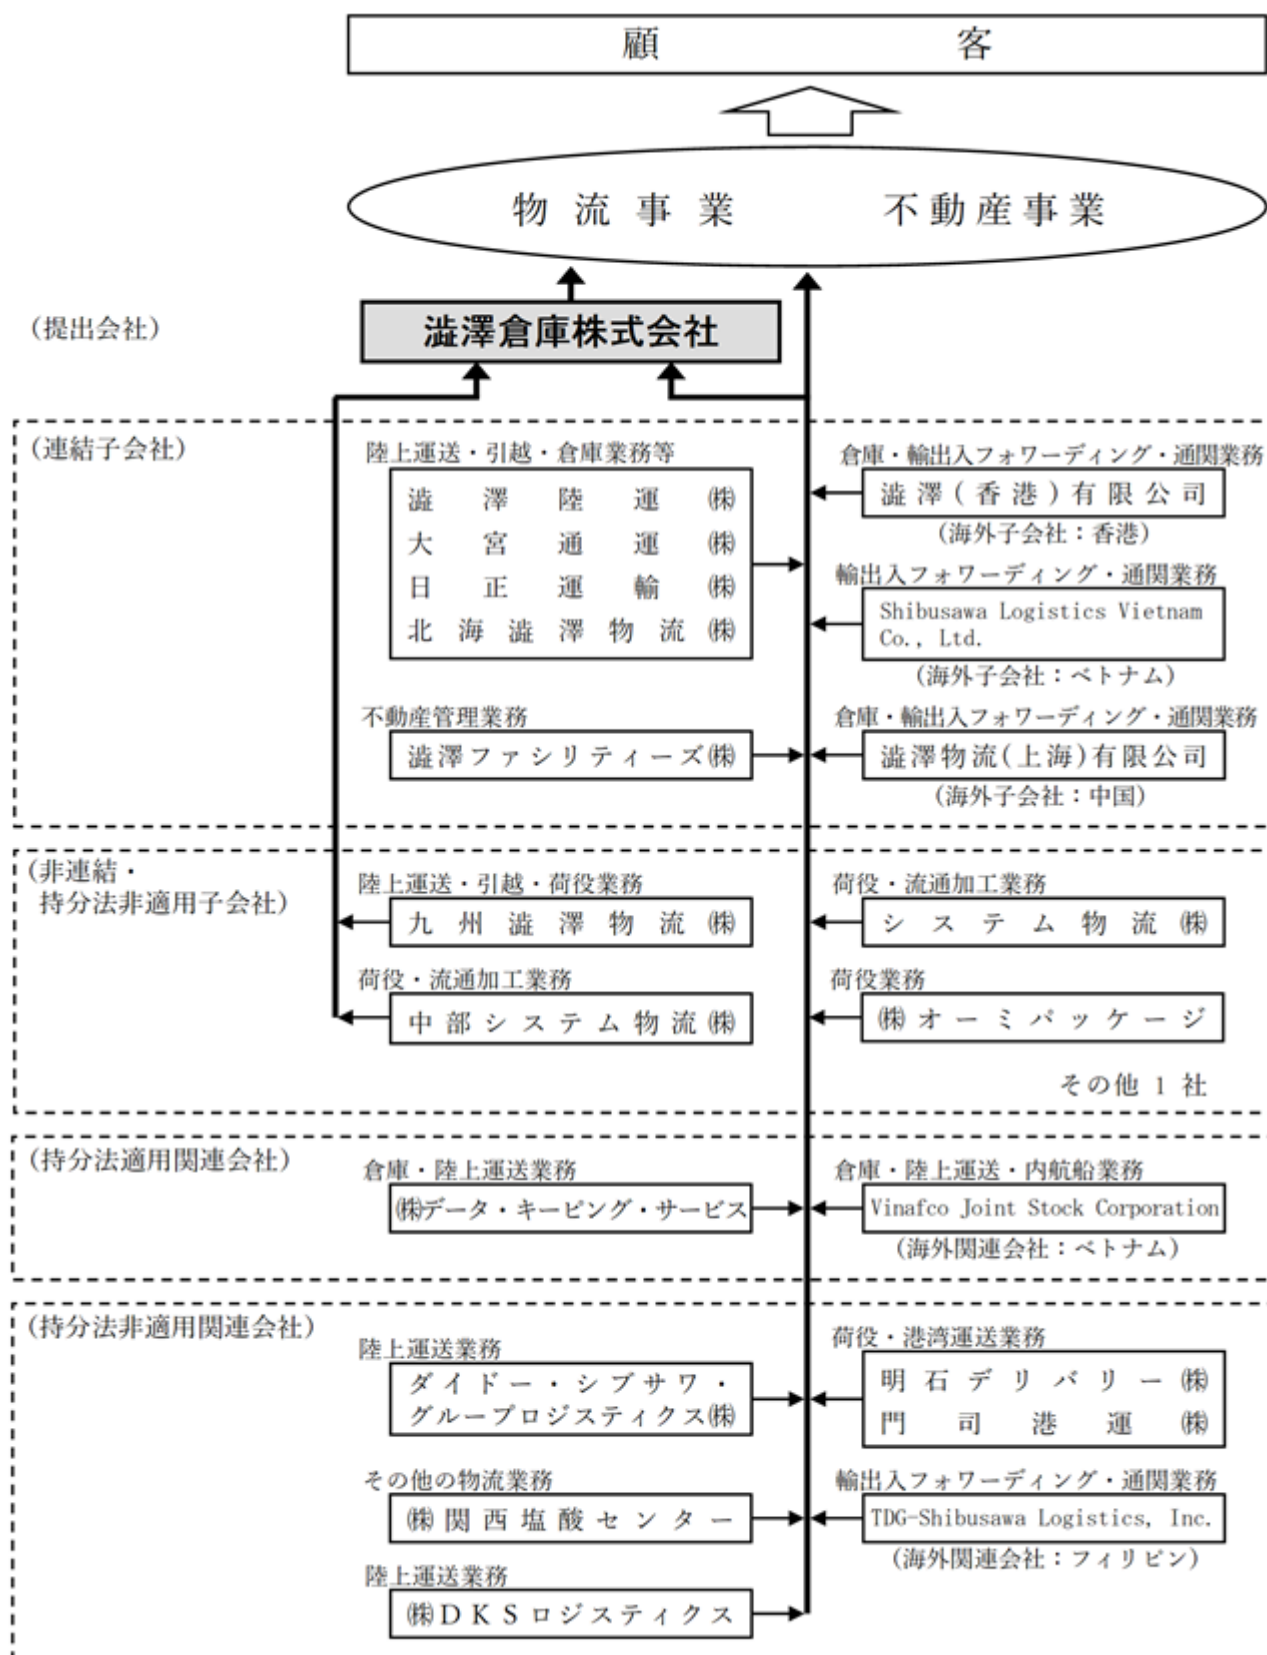 顧客
物流事業 不動産事業
(提出会社)
澁澤倉庫株式会社
(連結子会社)
陸上運送・引越・倉庫業務等
澁澤陸運㈱
大宮通運㈱
日正運輸㈱
北海澁澤物流㈱
倉庫・輸出入フォワーディング・通関業務
澁澤(香港)有限公司
(海外子会社：香港)
輸出入フォワーディング・通関業務
Shibusawa Logistics Vietnam
Co., Ltd.
(海外子会社：ベトナム)
不動産管理業務
澁澤ファシリティーズ㈱
倉庫・輸出入フォワーディング・通関業務
澁澤物流(上海)有限公司
(海外子会社：中国)
(非連結・
持分法非適用子会社)
陸上運送・引越・荷役業務
九州澁澤物流㈱
荷役・流通加工業務
システム物流㈱
荷役・流通加工業務
中部システム物流㈱
荷役業務
㈱オーミパッケージ
その他 1 社
(持分法適用関連会社)
倉庫・陸上運送業務
㈱データ・キーピング・サービス
倉庫・陸上運送・内航船業務
Vinafco Joint Stock Corporation
(海外関連会社：ベトナム)
(持分法非適用関連会社)
陸上運送業務
ダイドー・シブサワ・
グループロジスティクス㈱
荷役・港湾運送業務
明石デリバリー㈱
門司港運㈱
その他の物流業務
㈱関西塩酸センター
輸出入フォワーディング・通関業務
TDG-Shibusawa Logistics, Inc.
(海外関連会社：フィリピン)
陸上運送業務
㈱DKSロジスティクス